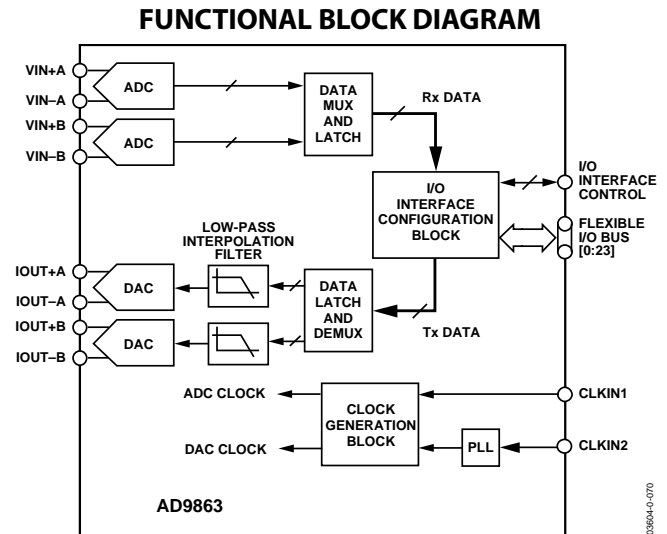 FUNCTIONAL BLOCK DIAGRAM
VIN+A
VIN–A
VIN+B
VIN–B
ADC
ADC
DATA
MUX
AND
LATCH
Rx DATA
I/O
INTERFACE
CONFIGURATION
BLOCK
I/O
INTERFACE
CONTROL
FLEXIBLE
I/O BUS
[0:23]
LOW-PASS
INTERPOLATION
FILTER
IOUT+A
IOUT–A
IOUT+B
IOUT–B
DAC
DAC
DATA
LATCH
AND
DEMUX
Tx DATA
ADC CLOCK
DAC CLOCK
CLOCK
GENERATION
BLOCK
PLL
CLKIN1
CLKIN2
AD9863
03604-0-070